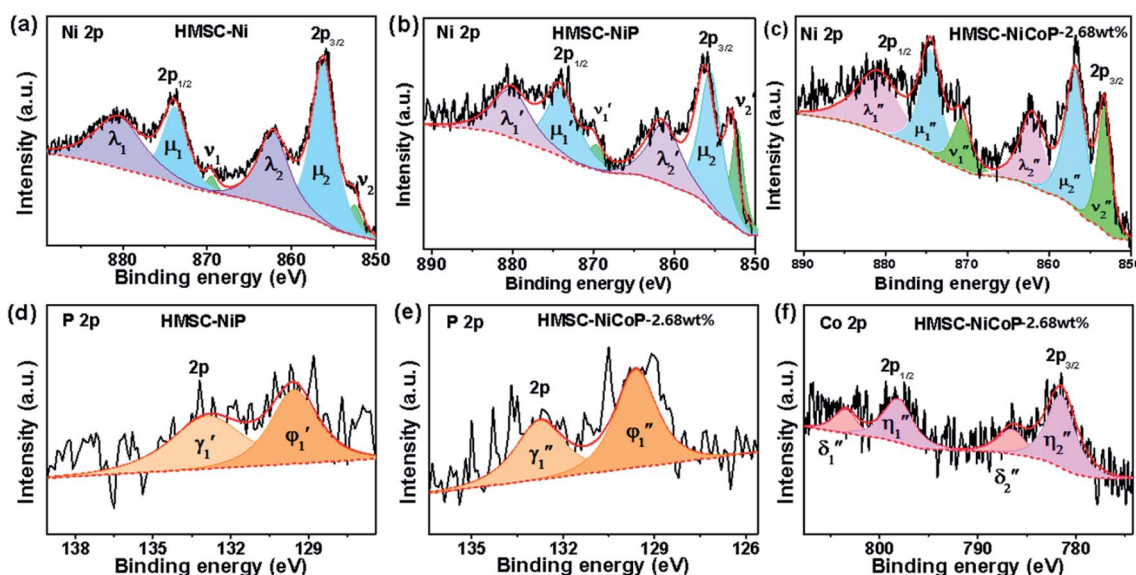 (a) Ni 2p HMSC-Ni
2p3/2
2p1/2
λ1 μ1 ν1 λ2 μ2 ν2
Intensity (a.u.)
880 870 860 850
Binding energy (eV)
(b) Ni 2p HMSC-NiP
2p3/2
2p1/2
λ1′ μ1′ ν1′ λ2′ μ2 ν2′
Intensity (a.u.)
890 880 870 860 850
Binding energy (eV)
(c) Ni 2p 2p1/2 HMSC-NiCoP-2.68wt%
2p3/2
λ1″ μ1″ ν1″ λ2″ μ2″ ν2″
Intensity (a.u.)
890 880 870 860 850
Binding energy (eV)
(d) P 2p HMSC-NiP
2p
γ1′ φ1′
Intensity (a.u.)
138 135 132 129
Binding energy (eV)
(e) P 2p HMSC-NiCoP-2.68wt%
2p
γ1″ φ1″
Intensity (a.u.)
135 132 129 126
Binding energy (eV)
(f) Co 2p HMSC-NiCoP-2.68wt%
2p1/2 2p3/2
δ1″ η1″ δ2″ η2″
Intensity (a.u.)
800 790 780
Binding energy (eV)